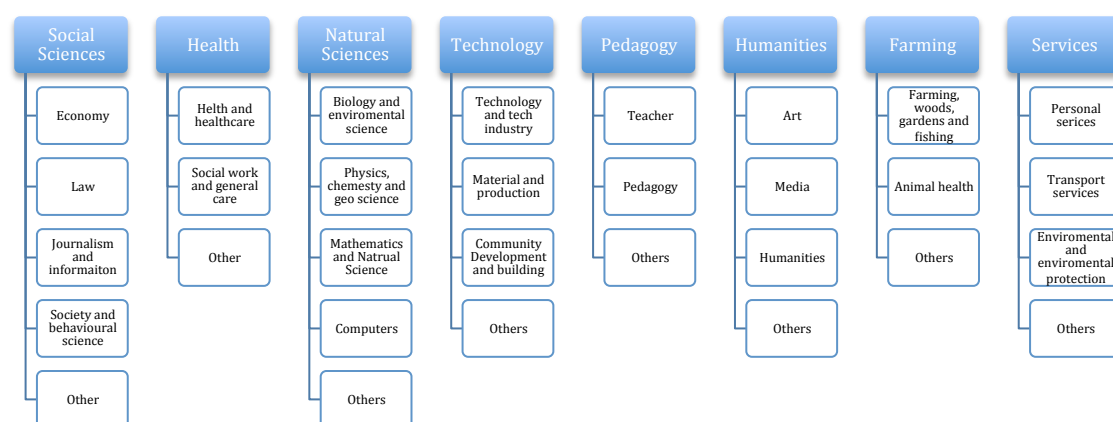 Social
Sciences
Economy
Law
Journalism
and
informaiton
Society and
behavioural
science
Other
Health
Helth and
healthcare
Social work
and general
care
Other
Natural
Sciences
Biology and
enviromental
science
Physics,
chemesty and
geo science
Mathematics
and Natrual
Science
Computers
Others
Technology
Technology
and tech
industry
Material and
production
Community
Development
and building
Others
Pedagogy
Teacher
Pedagogy
Others
Humanities
Art
Media
Humanities
Others
Farming
Farming,
woods,
gardens and
fishing
Animal health
Others
Services
Personal
serices
Transport
services
Enviromental
and
enviromental
protection
Others